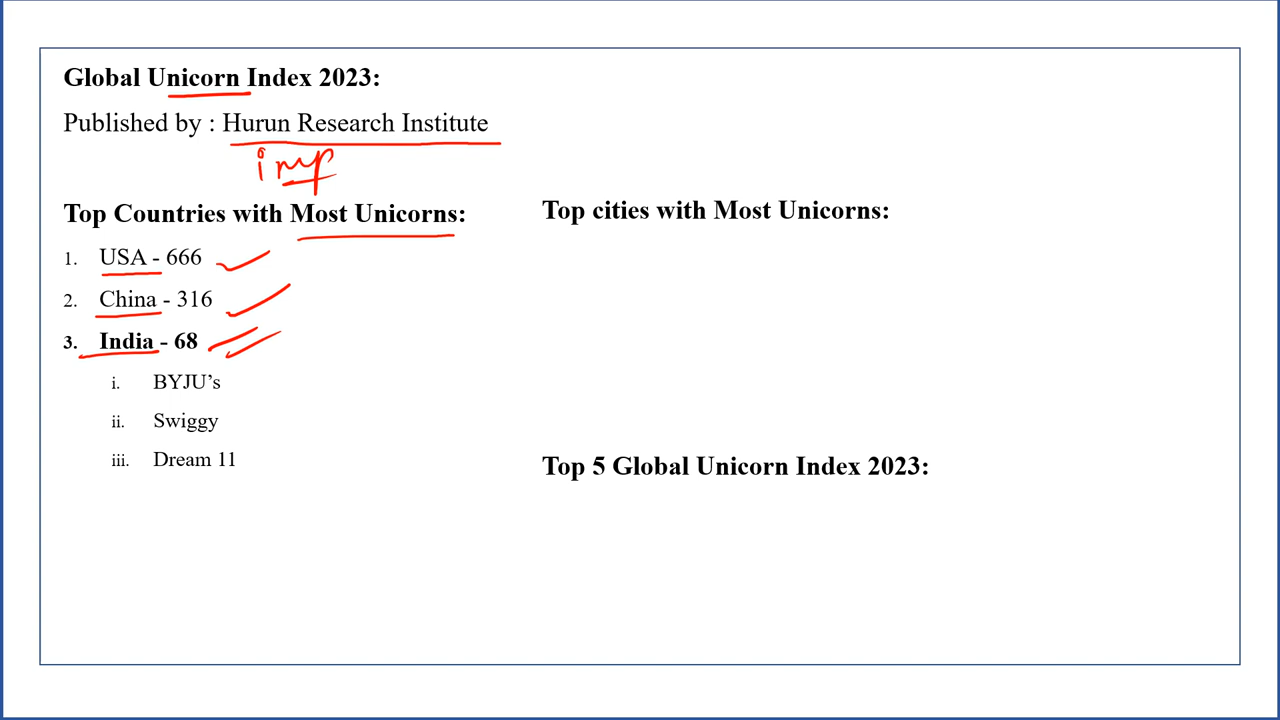 Global Unicorn Index 2023:
Published by : Hurun Research Institute
imp
Top Countries with Most Unicorns:
1. USA - 666
2. China - 316
3. India - 68
i. BYJU’s
ii. Swiggy
iii. Dream 11
Top cities with Most Unicorns:
Top 5 Global Unicorn Index 2023: